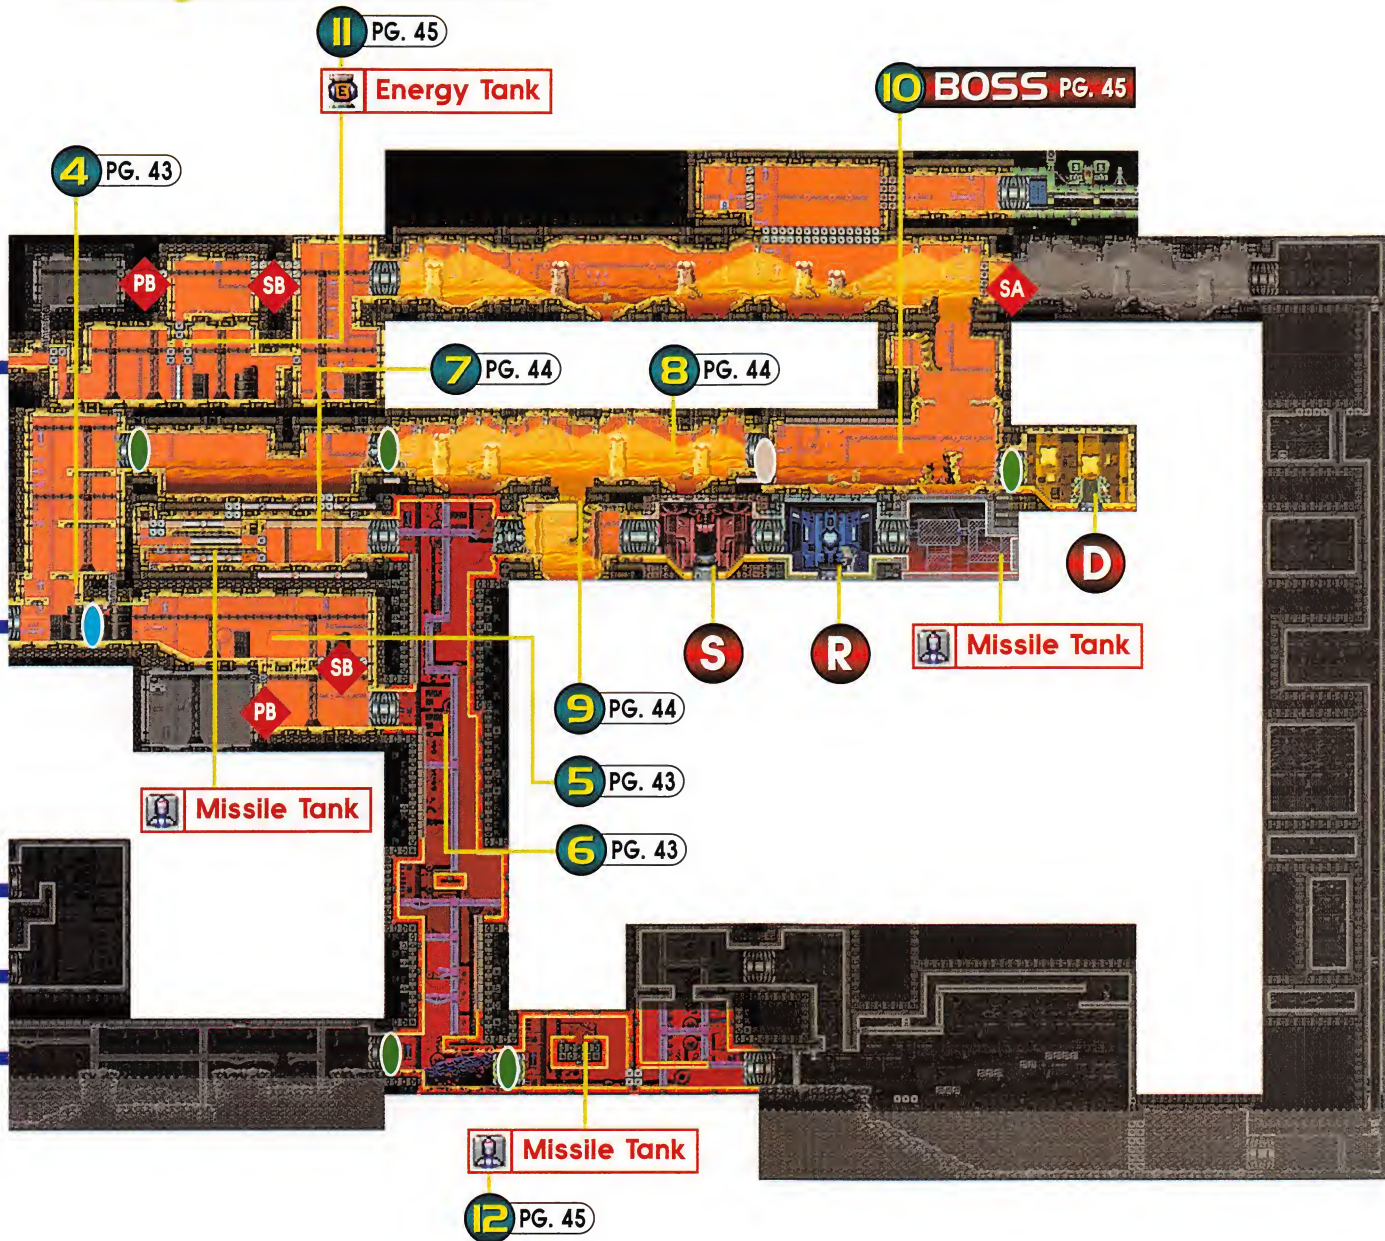 11 PG. 45
E Energy Tank
10 BOSS PG. 45
4 PG. 43
PB
SB
SA
7 PG. 44
8 PG. 44
D
S
R
Missile Tank
SB
PB
9 PG. 44
5 PG. 43
Missile Tank
6 PG. 43
Missile Tank
12 PG. 45